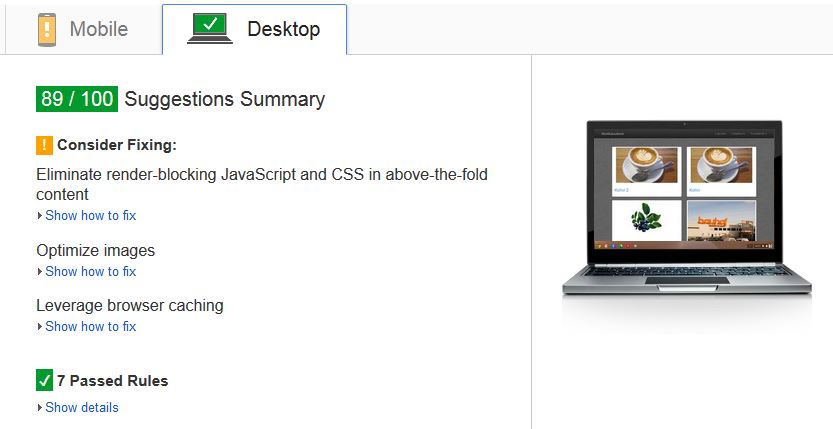 Mobile
Desktop
89 / 100 Suggestions Summary
! Consider Fixing:
Eliminate render-blocking JavaScript and CSS in above-the-fold
content
Show how to fix
Optimize images
Show how to fix
Leverage browser caching
Show how to fix
7 Passed Rules
Show details